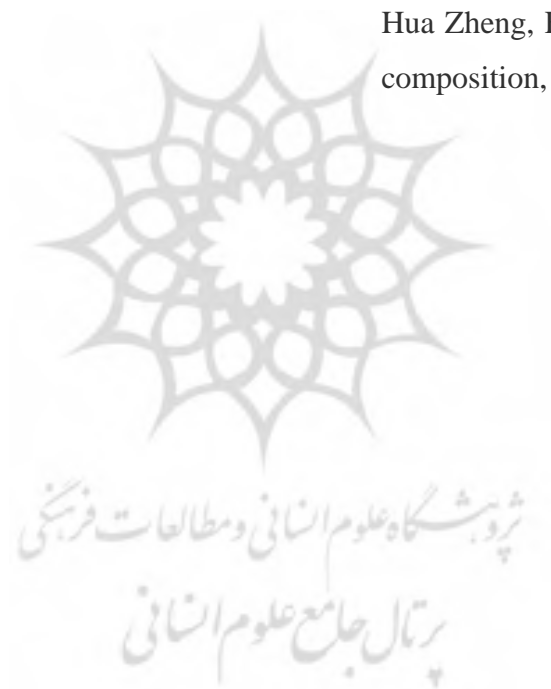 Hua Zheng,
composition,
پژوهشگاه علوم انسانی و مطالعات فرهنگی
پرتال جامع علوم انسانی